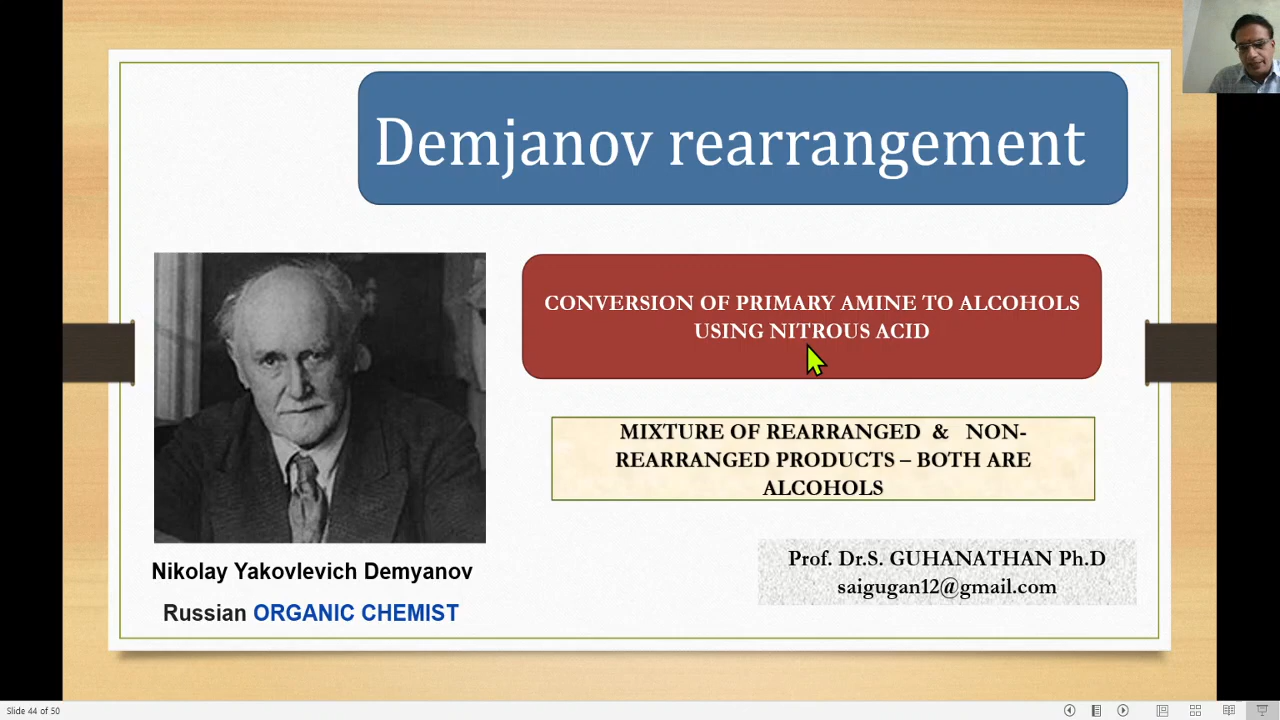 Demjanov rearrangement
CONVERSION OF PRIMARY AMINE TO ALCOHOLS
USING NITROUS ACID
MIXTURE OF REARRANGED & NON-
REARRANGED PRODUCTS – BOTH ARE
ALCOHOLS
Prof. Dr.S. GUHANATHAN Ph.D
saigugan12@gmail.com
Nikolay Yakovlevich Demyanov
Russian ORGANIC CHEMIST
Slide 44 of 50